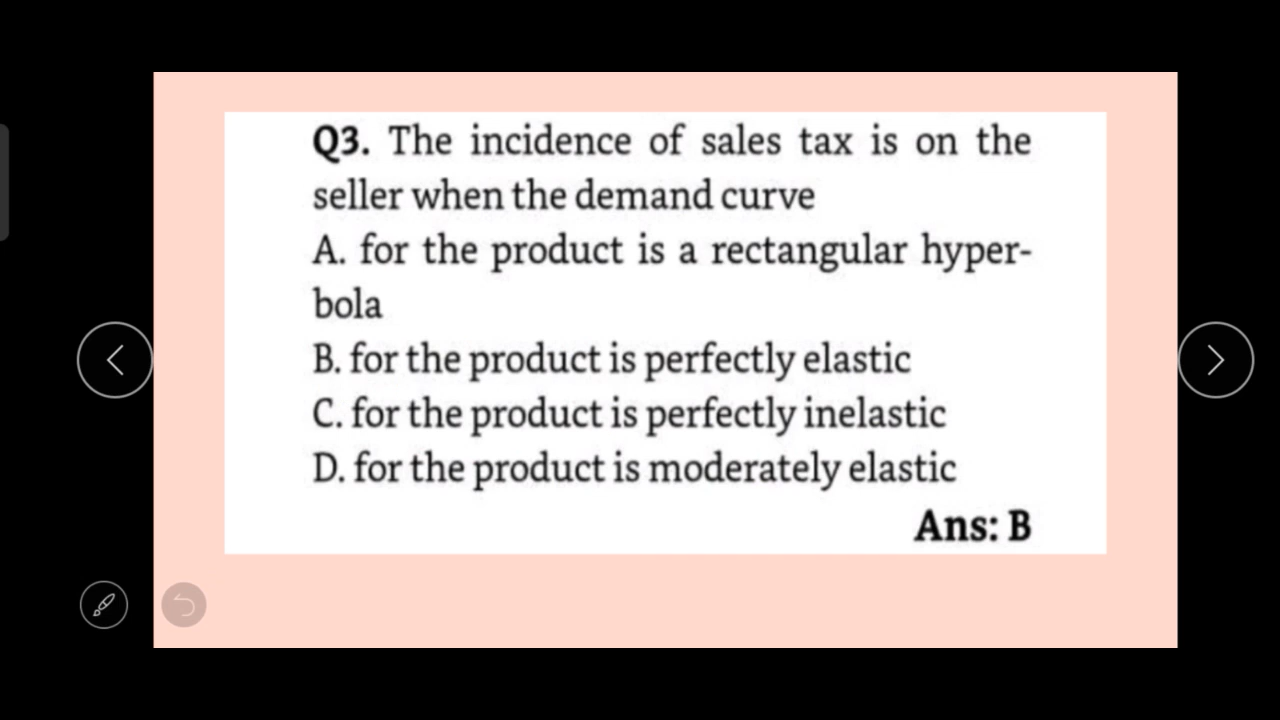 Q3. The incidence of sales tax is on the
seller when the demand curve
A. for the product is a rectangular hyper-
bola
B. for the product is perfectly elastic
C. for the product is perfectly inelastic
D. for the product is moderately elastic
Ans: B